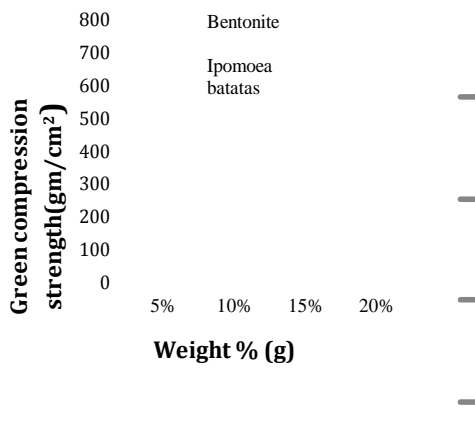 800
Bentonite
700
Ipomoea
batatas
600
500
400
300
200
100
0
Green compression
strength(gm/cm²)
5% 10% 15% 20%
Weight % (g)